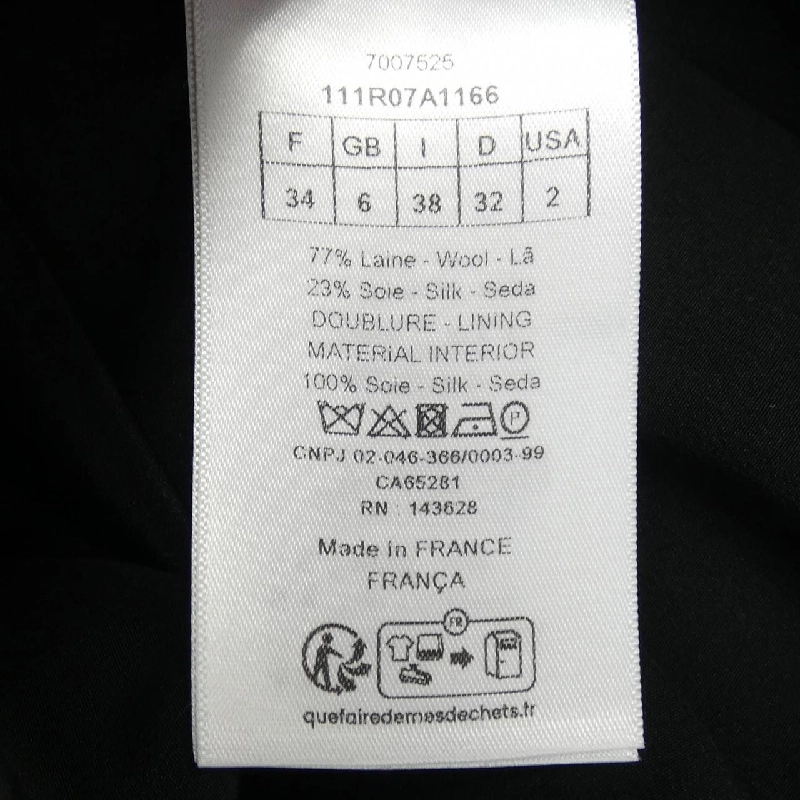 7007525
111R07A1166
F GB I D USA
34 6 38 32 2
77% Laine - Wool - Lã
23% Soie - Silk - Seda
DOUBLURE - LINING
MATERIAL INTERIOR
100% Soie - Silk - Seda
P
CNPJ 02-046-366/0003-99
CA65281
RN : 143628
Made in FRANCE
FRANÇA
FR
quefairedemesdechets.fr